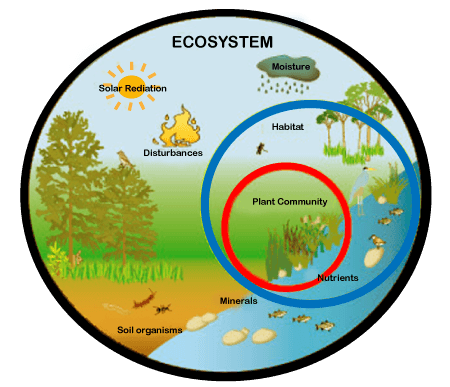 ECOSYSTEM
Moisture
Solar Rediation
Habitat
Disturbances
Plant Community
Nutrients
Minerals
Soil organisms